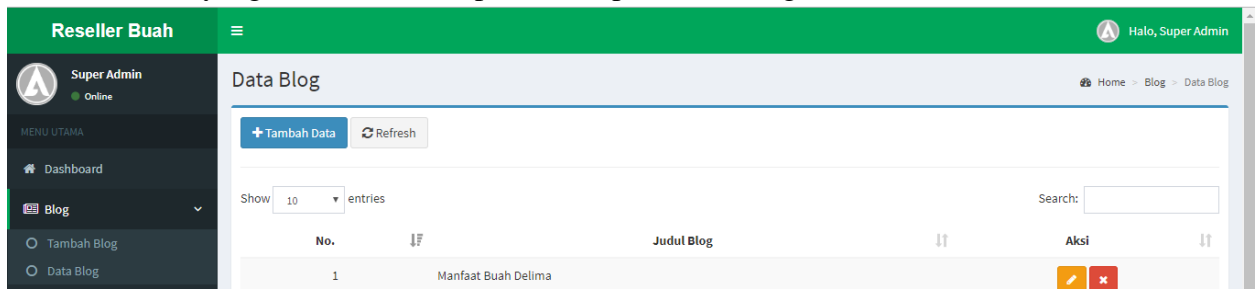 Reseller Buah
Halo, Super Admin
Super Admin
Online
Data Blog
Home > Blog > Data Blog
MENU UTAMA
Tambah Data
Refresh
Dashboard
Blog
Show 10 entries
Search:
No.
Judul Blog
Aksi
Tambah Blog
Data Blog
1
Manfaat Buah Delima